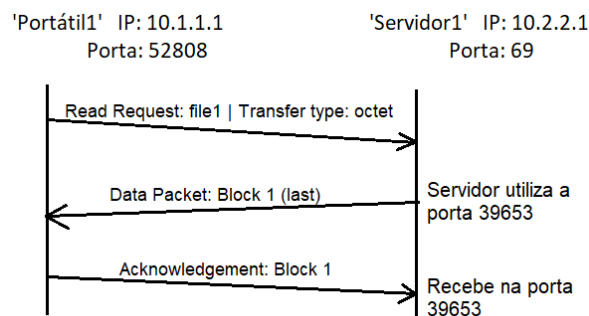 'Portátil1' IP: 10.1.1.1
Porta: 52808
'Servidor1' IP: 10.2.2.1
Porta: 69
Read Request: file1 | Transfer type: octet
Data Packet: Block 1 (last)
Servidor utiliza a
porta 39653
Acknowledgement: Block 1
Recebe na porta
39653